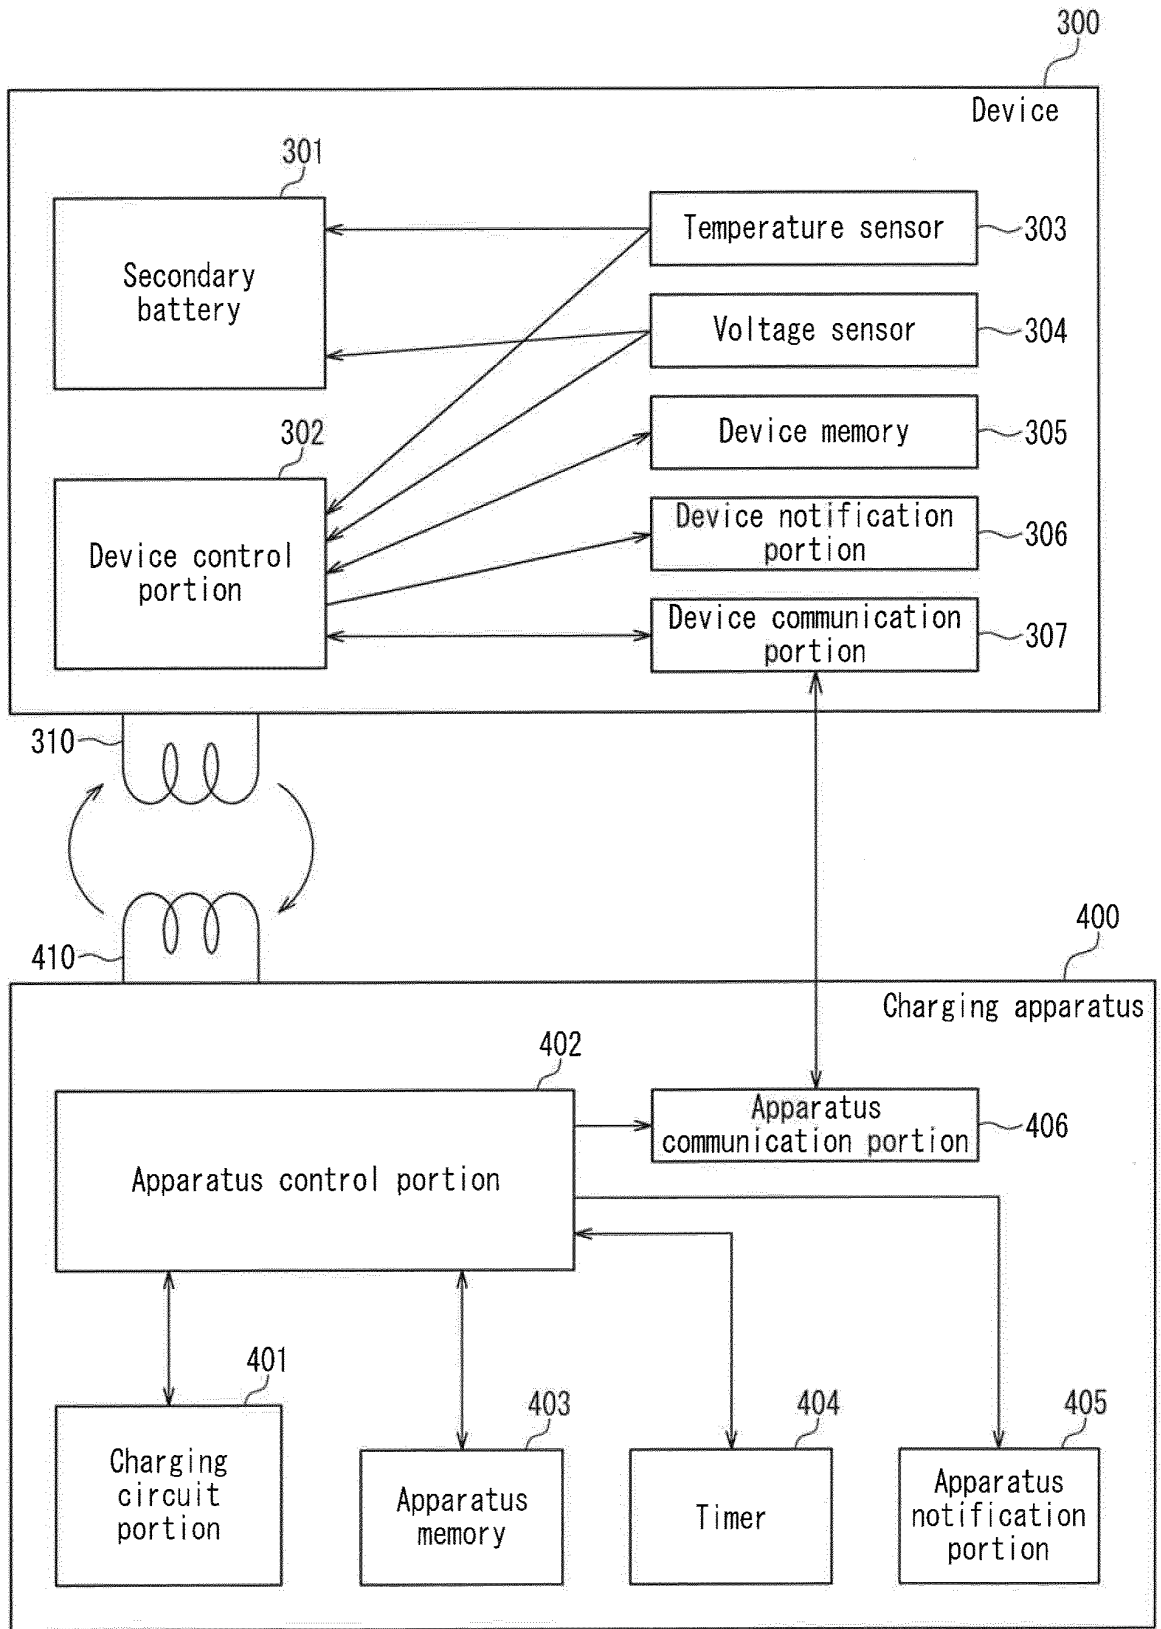 300
Device
301
Secondary
battery
Temperature sensor
303
Voltage sensor
304
302
Device memory
305
Device control
portion
Device notification
portion
306
Device communication
portion
307
310
410
400
Charging apparatus
402
Apparatus control portion
Apparatus
communication portion
406
401
Charging
circuit
portion
403
Apparatus
memory
404
Timer
405
Apparatus
notification
portion